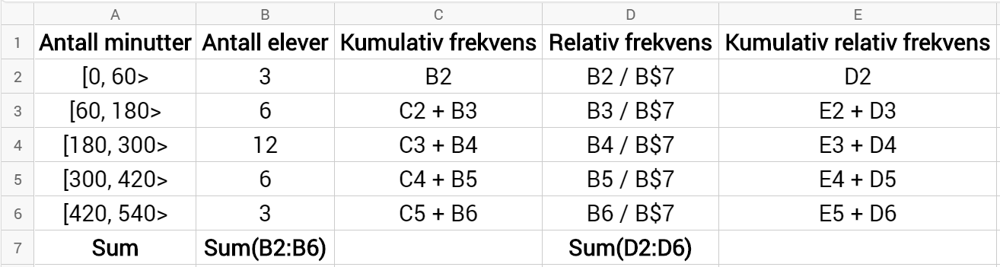 A B C D E
1 Antall minutter Antall elever Kumulativ frekvens Relativ frekvens Kumulativ relativ frekvens
2 [0, 60> 3 B2 B2 / B$7 D2
3 [60, 180> 6 C2 + B3 B3 / B$7 E2 + D3
4 [180, 300> 12 C3 + B4 B4 / B$7 E3 + D4
5 [300, 420> 6 C4 + B5 B5 / B$7 E4 + D5
6 [420, 540> 3 C5 + B6 B6 / B$7 E5 + D6
7 Sum Sum(B2:B6) Sum(D2:D6)